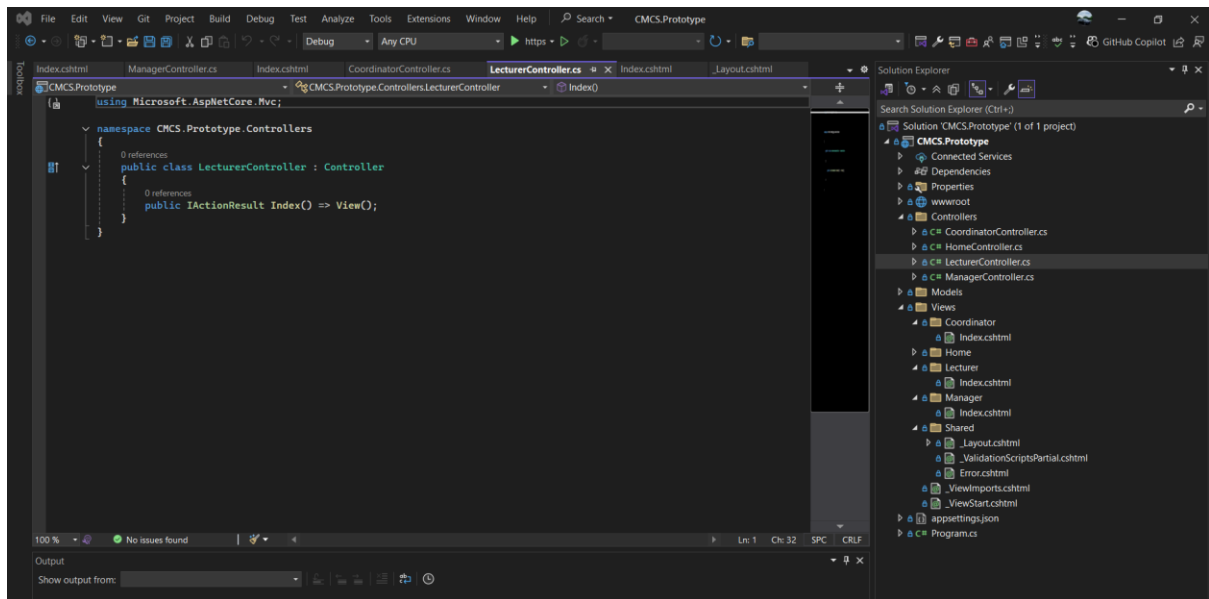 File Edit View Git Project Build Debug Test Analyze Tools Extensions Window Help Search CMCS.Prototype
Debug Any CPU https GitHub Copilot
Toolbox
Index.cshtml ManagerController.cs Index.cshtml CoordinatorController.cs LecturerController.cs Index.cshtml _Layout.cshtml
CMCS.Prototype CMCS.Prototype.Controllers.LecturerController Index()
using Microsoft.AspNetCore.Mvc;
namespace CMCS.Prototype.Controllers
{
0 references
public class LecturerController : Controller
{
0 references
public IActionResult Index() => View();
}
}
100 % No issues found Ln: 1 Ch: 32 SPC CRLF
Output
Show output from:
Solution Explorer
Search Solution Explorer (Ctrl+;)
Solution 'CMCS.Prototype' (1 of 1 project)
CMCS.Prototype
Connected Services
Dependencies
Properties
wwwroot
Controllers
C# CoordinatorController.cs
C# HomeController.cs
C# LecturerController.cs
C# ManagerController.cs
Models
Views
Coordinator
Index.cshtml
Home
Lecturer
Index.cshtml
Manager
Index.cshtml
Shared
_Layout.cshtml
_ValidationScriptsPartial.cshtml
Error.cshtml
_ViewImports.cshtml
_ViewStart.cshtml
appsettings.json
C# Program.cs